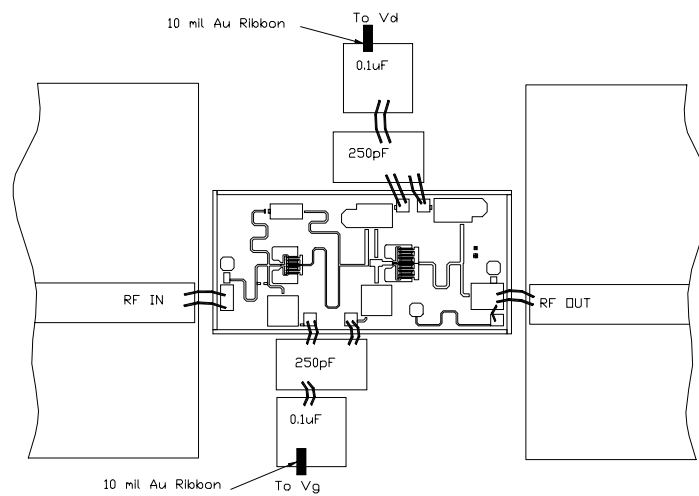 To Vd
10 mil Au Ribbon
0.1uF
250pF
RF IN
RF OUT
250pF
0.1uF
10 mil Au Ribbon
To Vg